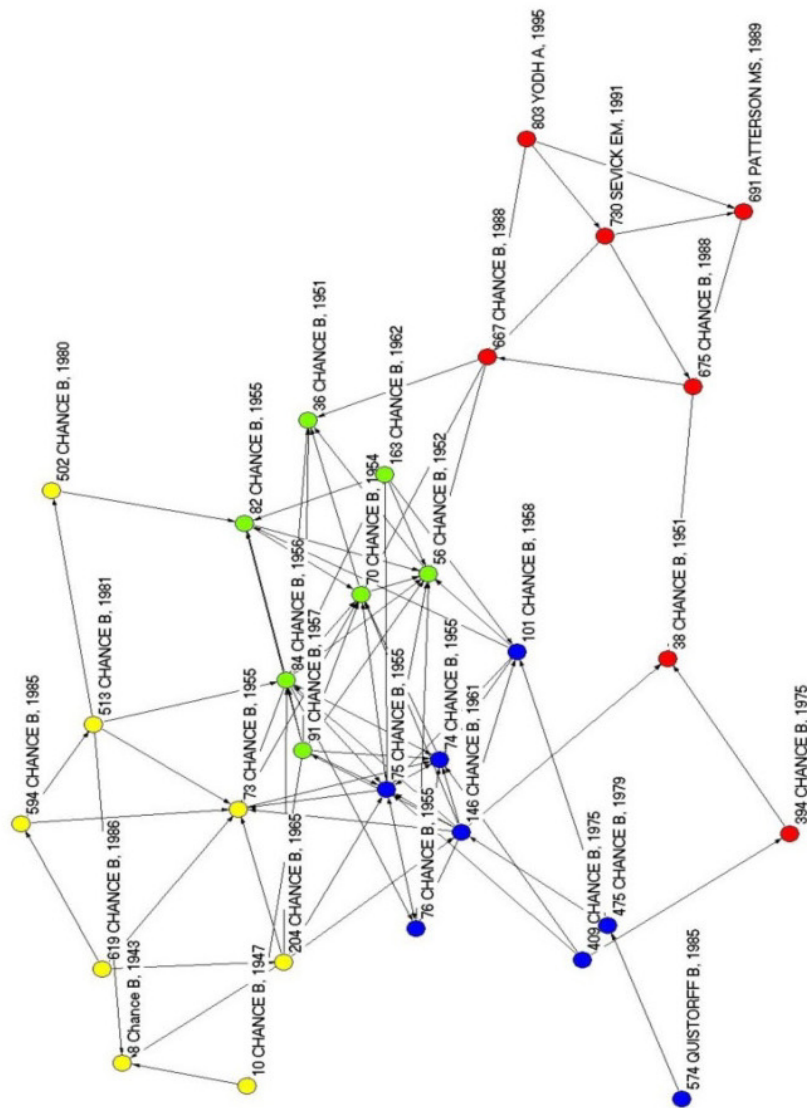 803 YODH A, 1995
730 SEVICK EM, 1991
691 PATTERSON MS, 1989
667 CHANCE B, 1988
675 CHANCE B, 1988
502 CHANCE B, 1980
82 CHANCE B, 1955
36 CHANCE B, 1951
163 CHANCE B, 1962
70 CHANCE B, 1954
56 CHANCE B, 1952
84 CHANCE B, 1956
91 CHANCE B, 1957
101 CHANCE B, 1958
38 CHANCE B, 1951
513 CHANCE B, 1981
594 CHANCE B, 1985
73 CHANCE B, 1955
75 CHANCE B, 1955
74 CHANCE B, 1955
146 CHANCE B, 1961
394 CHANCE B, 1975
76 CHANCE B, 1955
619 CHANCE B, 1986
204 CHANCE B, 1965
409 CHANCE B, 1975
475 CHANCE B, 1979
8 Chance B, 1943
10 CHANCE B, 1947
574 QUISTORFF B, 1985